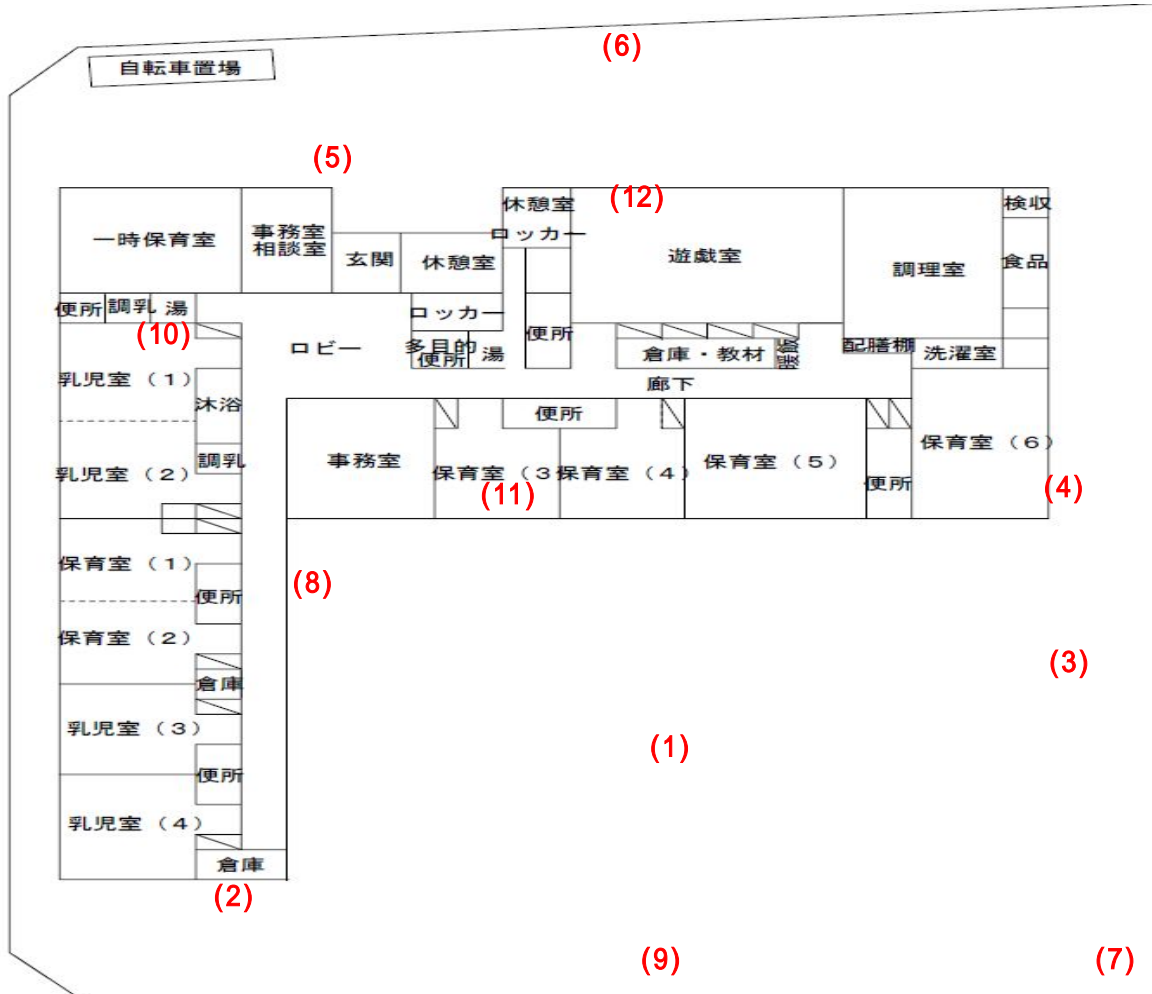 (6)
自転車置場
(5)
(12)
休憩室
検収
一時保育室
事務室
相談室
ロッカー
玄関
休憩室
遊戯室
調理室
食品
便所
調乳
湯
ロッカー
(10)
ロビー
多目的
便所
湯
便所
倉庫・教材
暖飯
配膳棚
洗濯室
乳児室（１）
廊下
沐浴
便所
事務室
保育室（３
保育室（４）
保育室（５）
保育室（６）
調乳
乳児室（２）
(11)
便所
(4)
保育室（１）
(8)
便所
保育室（２）
(3)
倉庫
乳児室（３）
(1)
便所
乳児室（４）
倉庫
(2)
(9)
(7)